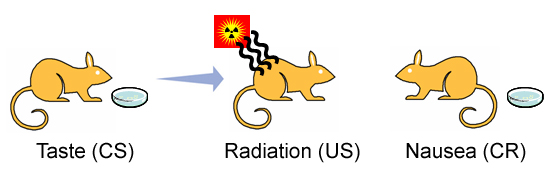 Taste (CS)
Radiation (US)
Nausea (CR)